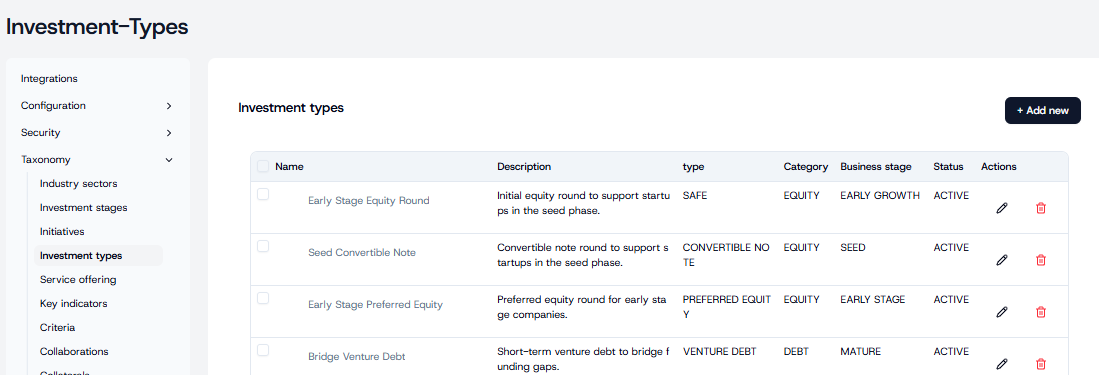 Investment-Types
Integrations
Configuration
Security
Taxonomy
Industry sectors
Investment stages
Initiatives
Investment types
Service offering
Key indicators
Criteria
Collaborations
Collaterals
Investment types
+ Add new
Name Description type Category Business stage Status Actions
Early Stage Equity Round Initial equity round to support startu SAFE EQUITY EARLY GROWTH ACTIVE
ps in the seed phase.
Seed Convertible Note Convertible note round to support s CONVERTIBLE NO EQUITY SEED ACTIVE
tartups in the seed phase. TE
Early Stage Preferred Equity Preferred equity round for early sta PREFERRED EQUIT EQUITY EARLY STAGE ACTIVE
ge companies. Y
Bridge Venture Debt Short-term venture debt to bridge f VENTURE DEBT DEBT MATURE ACTIVE
unding gaps.